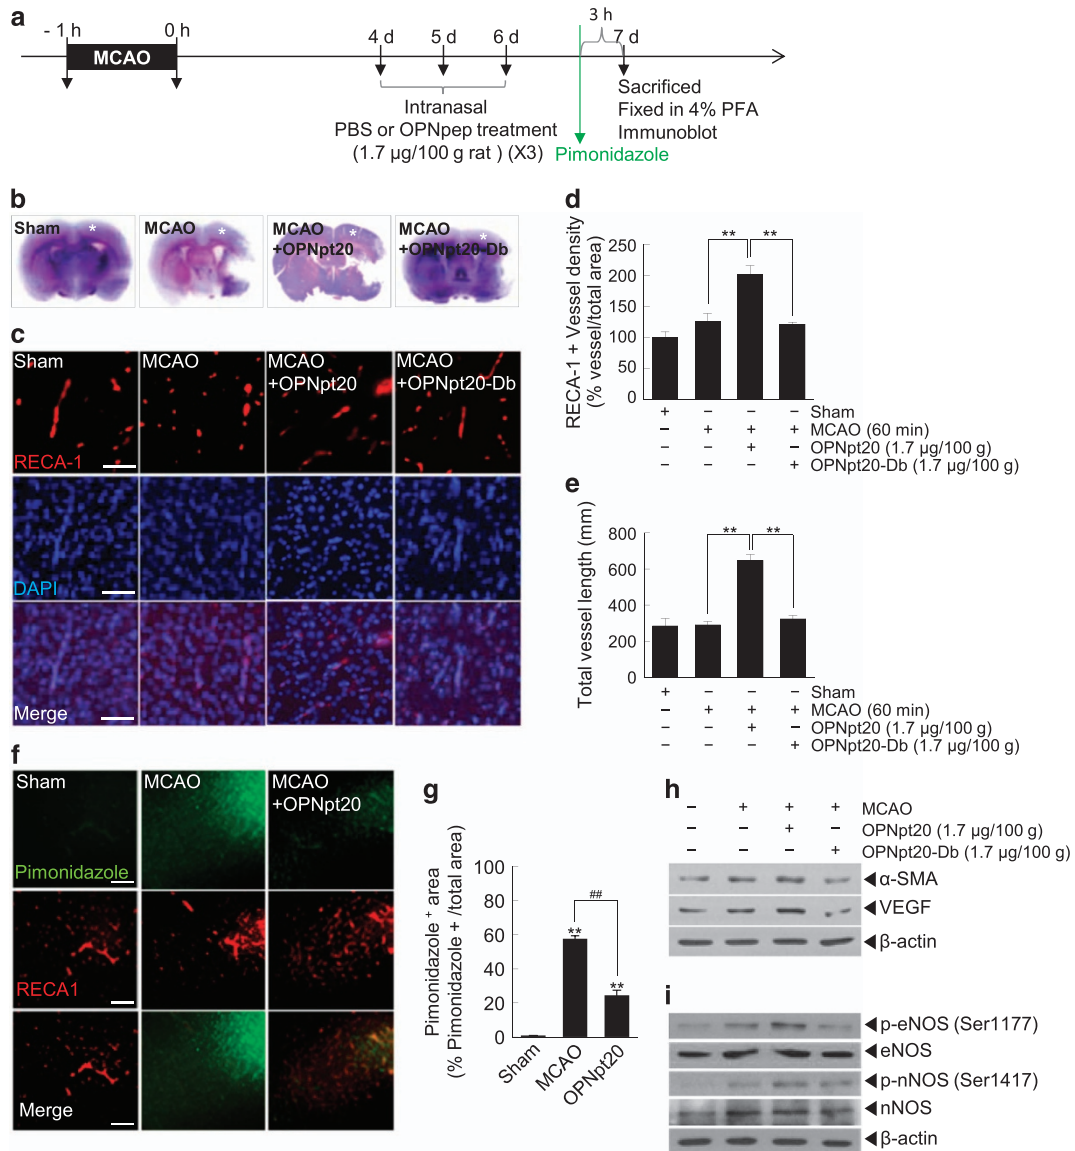 a
- 1 h
0 h
MCAO
4 d
5 d
6 d
3 h
7 d
Intranasal
PBS or OPNpep treatment
(1.7 µg/100 g rat ) (X3)
Pimonidazole
Sacrificed
Fixed in 4% PFA
Immunoblot
b
Sham
*
MCAO
*
MCAO
+OPNpt20
*
MCAO
+OPNpt20-Db
*
c
Sham
MCAO
MCAO
+OPNpt20
MCAO
+OPNpt20-Db
RECA-1
DAPI
Merge
d
RECA-1 + Vessel density
(% vessel/total area)
250
200
150
100
50
0
** **
+ − − − Sham
− + + + MCAO (60 min)
− − + − OPNpt20 (1.7 µg/100 g)
− − − + OPNpt20-Db (1.7 µg/100 g)
e
Total vessel length (mm)
800
600
400
200
0
** **
+ − − − Sham
− + + + MCAO (60 min)
− − + − OPNpt20 (1.7 µg/100 g)
− − − + OPNpt20-Db (1.7 µg/100 g)
f
Sham
MCAO
MCAO
+OPNpt20
Pimonidazole
RECA1
Merge
g
Pimonidazole + area
(% Pimonidazole + /total area)
100
80
60
40
20
0
##
**
**
Sham
MCAO
OPNpt20
h
− + + + MCAO
− − + − OPNpt20 (1.7 µg/100 g)
− − − + OPNpt20-Db (1.7 µg/100 g)
α-SMA
VEGF
β-actin
i
p-eNOS (Ser1177)
eNOS
p-nNOS (Ser1417)
nNOS
β-actin